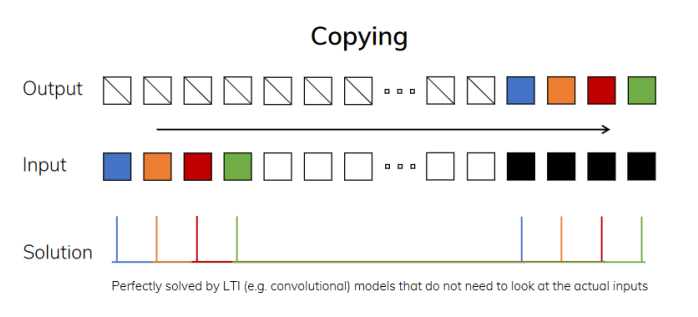 Copying
Output
Input
Solution
Perfectly solved by LTI (e.g. convolutional) models that do not need to look at the actual inputs